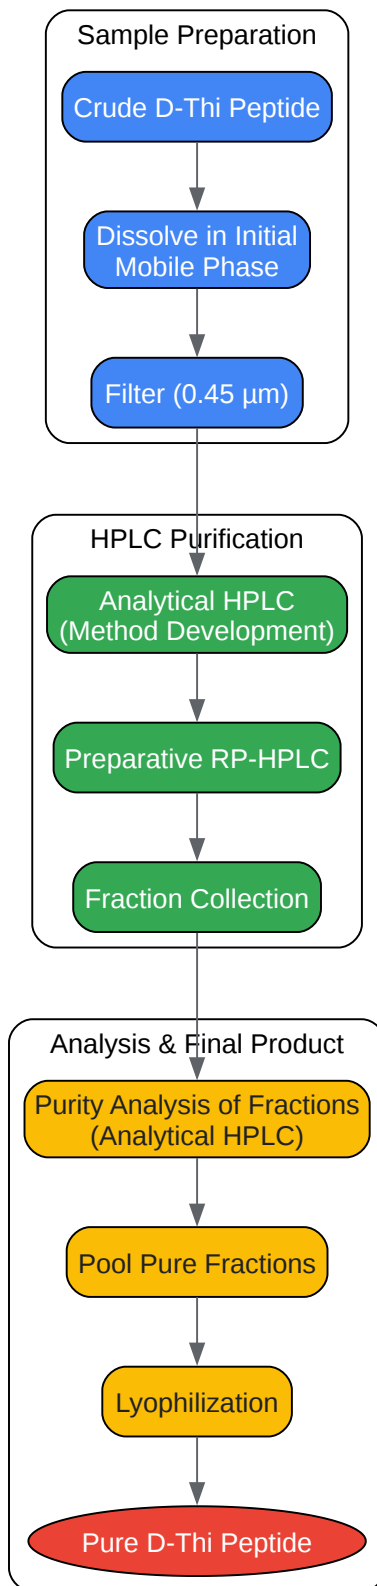 Sample Preparation
Crude D-Thi Peptide
Dissolve in Initial
Mobile Phase
Filter (0.45 µm)
HPLC Purification
Analytical HPLC
(Method Development)
Preparative RP-HPLC
Fraction Collection
Analysis & Final Product
Purity Analysis of Fractions
(Analytical HPLC)
Pool Pure Fractions
Lyophilization
Pure D-Thi Peptide